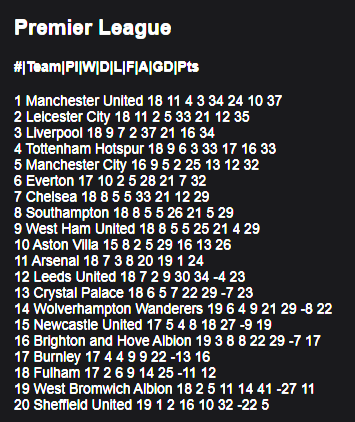 Premier League
#|Team|Pl|W|D|L|F|A|GD|Pts
1 Manchester United 18 11 4 3 34 24 10 37
2 Leicester City 18 11 2 5 33 21 12 35
3 Liverpool 18 9 7 2 37 21 16 34
4 Tottenham Hotspur 18 9 6 3 33 17 16 33
5 Manchester City 16 9 5 2 25 13 12 32
6 Everton 17 10 2 5 28 21 7 32
7 Chelsea 18 8 5 5 33 21 12 29
8 Southampton 18 8 5 5 26 21 5 29
9 West Ham United 18 8 5 5 25 21 4 29
10 Aston Villa 15 8 2 5 29 16 13 26
11 Arsenal 18 7 3 8 20 19 1 24
12 Leeds United 18 7 2 9 30 34 -4 23
13 Crystal Palace 18 6 5 7 22 29 -7 23
14 Wolverhampton Wanderers 19 6 4 9 21 29 -8 22
15 Newcastle United 17 5 4 8 18 27 -9 19
16 Brighton and Hove Albion 19 3 8 8 22 29 -7 17
17 Burnley 17 4 4 9 9 22 -13 16
18 Fulham 17 2 6 9 14 25 -11 12
19 West Bromwich Albion 18 2 5 11 14 41 -27 11
20 Sheffield United 19 1 2 16 10 32 -22 5